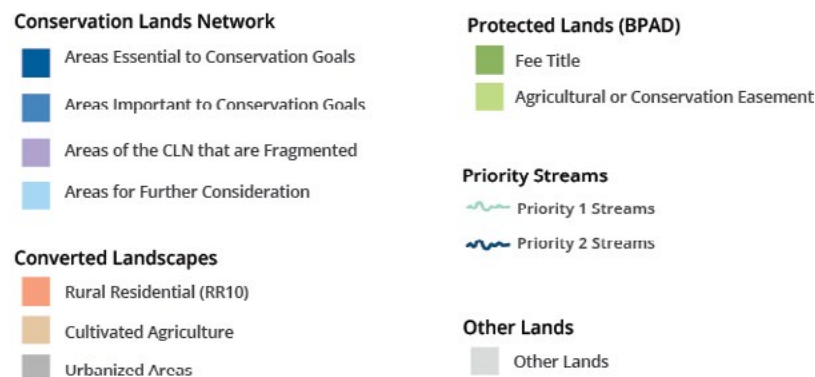 Conservation Lands Network
Areas Essential to Conservation Goals
Areas Important to Conservation Goals
Areas of the CLN that are Fragmented
Areas for Further Consideration
Converted Landscapes
Rural Residential (RR10)
Cultivated Agriculture
Urbanized Areas
Protected Lands (BPAD)
Fee Title
Agricultural or Conservation Easement
Priority Streams
Priority 1 Streams
Priority 2 Streams
Other Lands
Other Lands